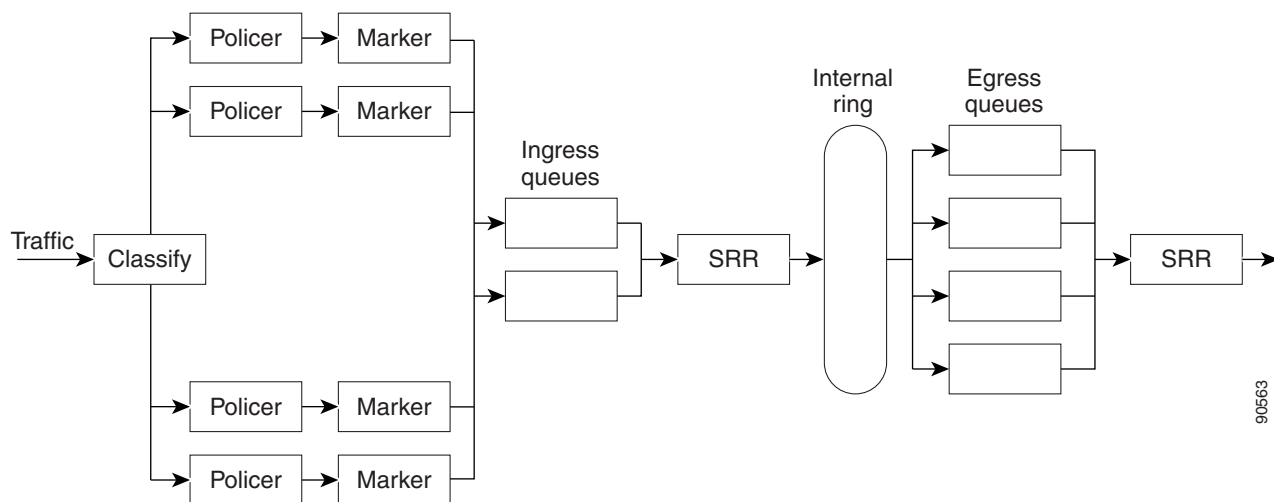 Policer
Marker
Policer
Marker
Internal
ring
Egress
queues
Ingress
queues
Traffic
Classify
SRR
SRR
Policer
Marker
Policer
Marker
90563